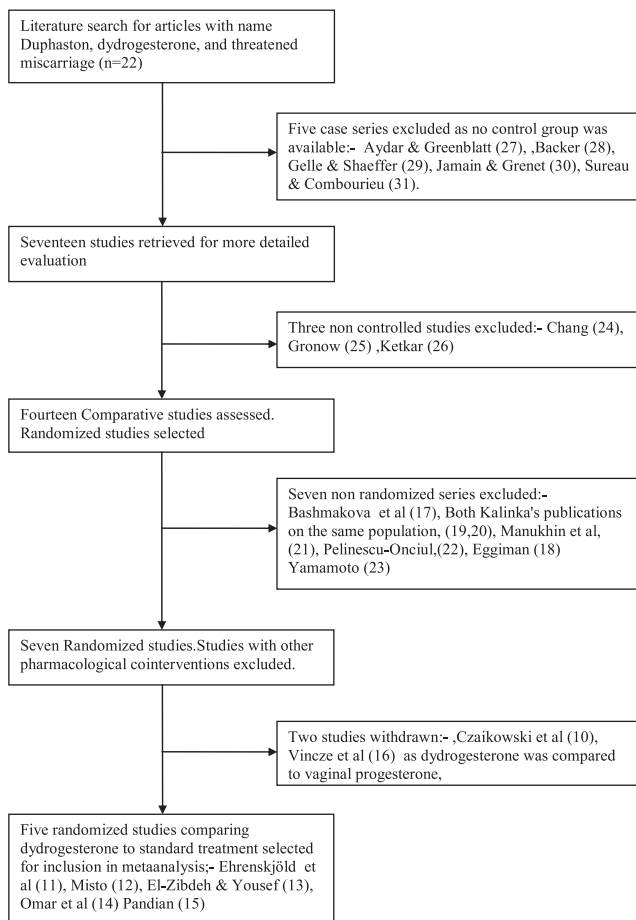 Literature search for articles with name
Duphaston, dydrogesterone, and threatened
miscarriage (n=22)
Five case series excluded as no control group was
available:- Aydar & Greenblatt (27), ,Backer (28),
Gelle & Shaeffer (29), Jamain & Grenet (30), Sureau
& Combourieu (31).
Seventeen studies retrieved for more detailed
evaluation
Three non controlled studies excluded:- Chang (24),
Gronow (25) ,Ketkar (26)
Fourteen Comparative studies assessed.
Randomized studies selected
Seven non randomized series excluded:-
Bashmakova et al (17), Both Kalinka's publications
on the same population, (19,20), Manukhin et al,
(21), Pelinescu-Onciul,(22), Eggiman (18)
Yamamoto (23)
Seven Randomized studies.Studies with other
pharmacological cointerventions excluded.
Two studies withdrawn:- ,Czaikowski et al (10),
Vincze et al (16) as dydrogesterone was compared
to vaginal progesterone,
Five randomized studies comparing
dydrogesterone to standard treatment selected
for inclusion in metaanalysis;- Ehrenskjöld et
al (11), Misto (12), El-Zibdeh & Yousef (13),
Omar et al (14) Pandian (15)